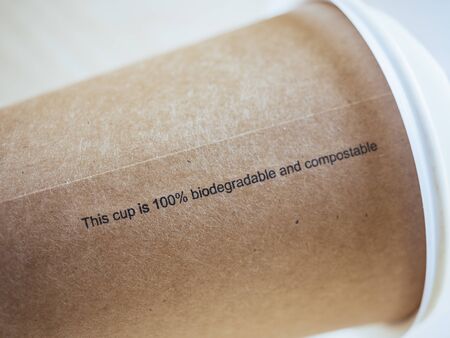 This cup is 100% biodegradable and compostable